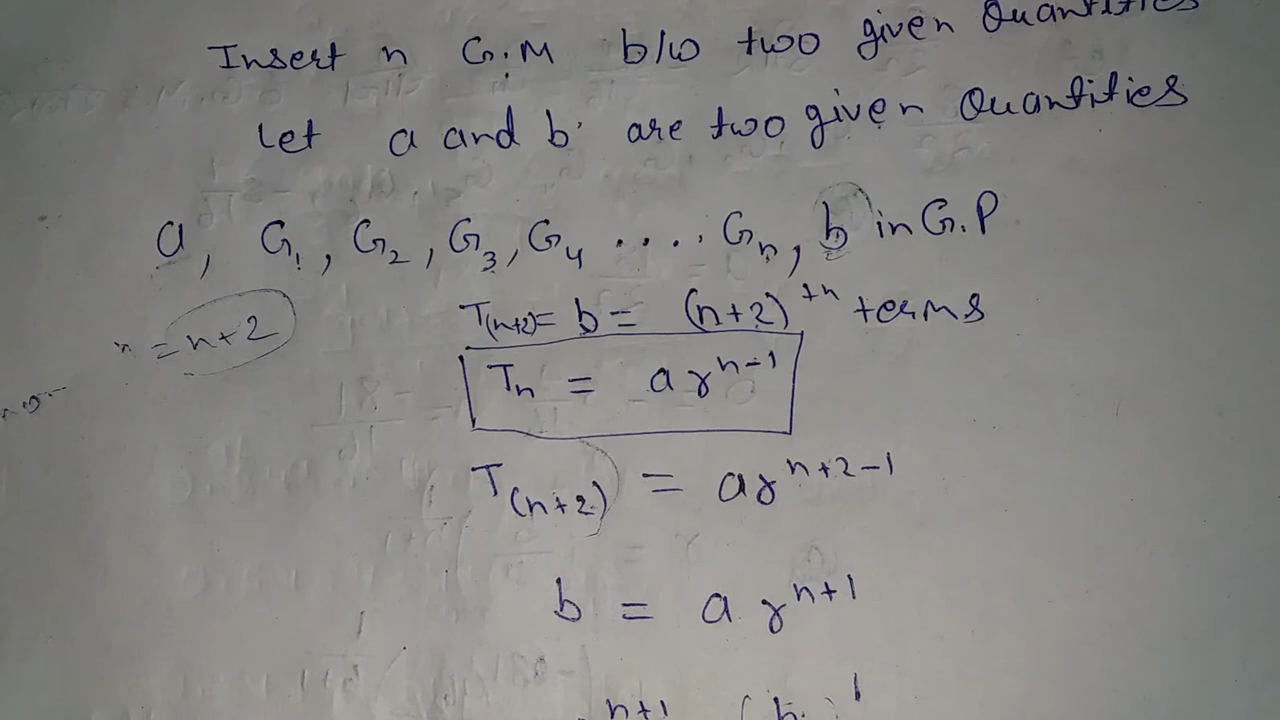 Insert n G.M b/w two given Quantities
Let a and b are two given Quantities
a, G₁, G₂, G₃, G₄ ..... Gₙ, b in G.P
T(n+2) = b = (n+2)ᵗʰ terms
n = n+2
Tₙ = a r^n-1
T(n+2) = a r^n+2-1
b = a r^n+1
n+1